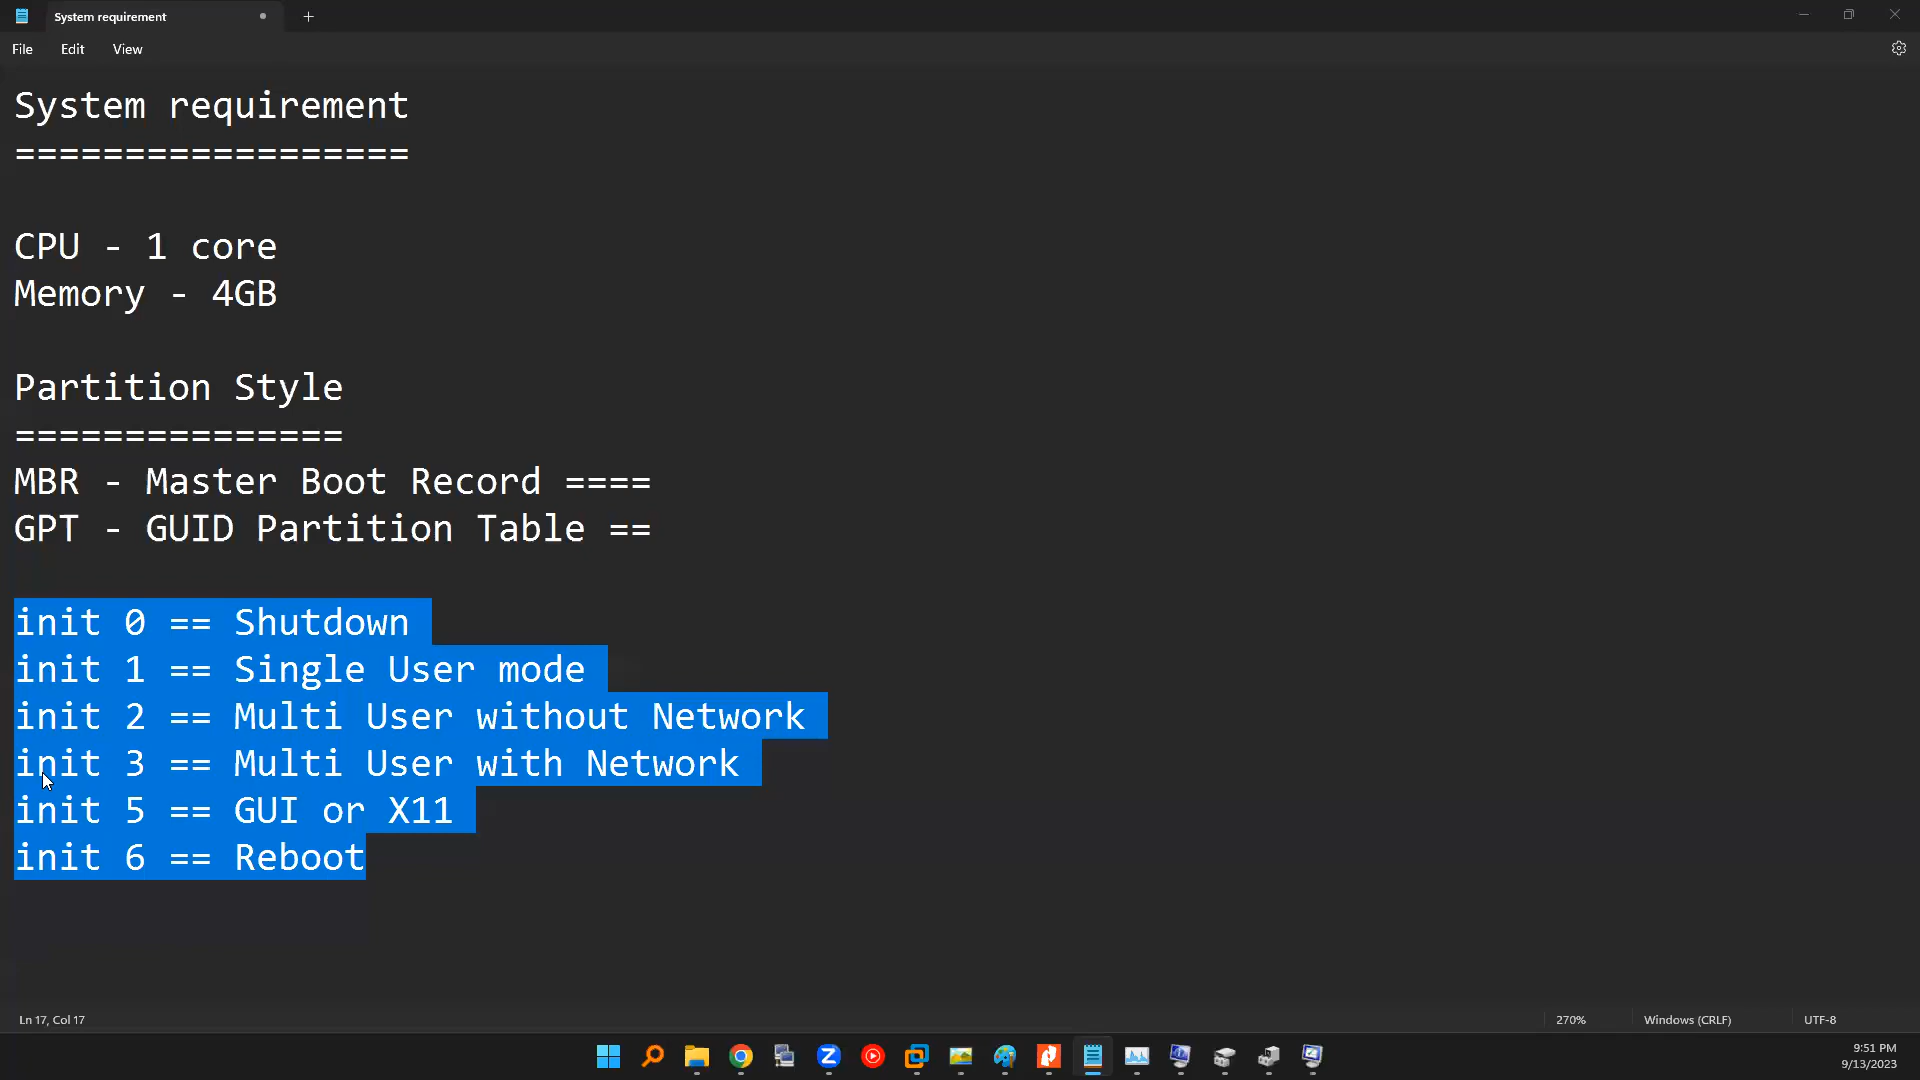 System requirement
File Edit View
System requirement
==================
CPU - 1 core
Memory - 4GB
Partition Style
===============
MBR - Master Boot Record ====
GPT - GUID Partition Table ==
init 0 == Shutdown
init 1 == Single User mode
init 2 == Multi User without Network
init 3 == Multi User with Network
init 5 == GUI or X11
init 6 == Reboot
Ln 17, Col 17 270% Windows (CRLF) UTF-8
9:51 PM
9/13/2023